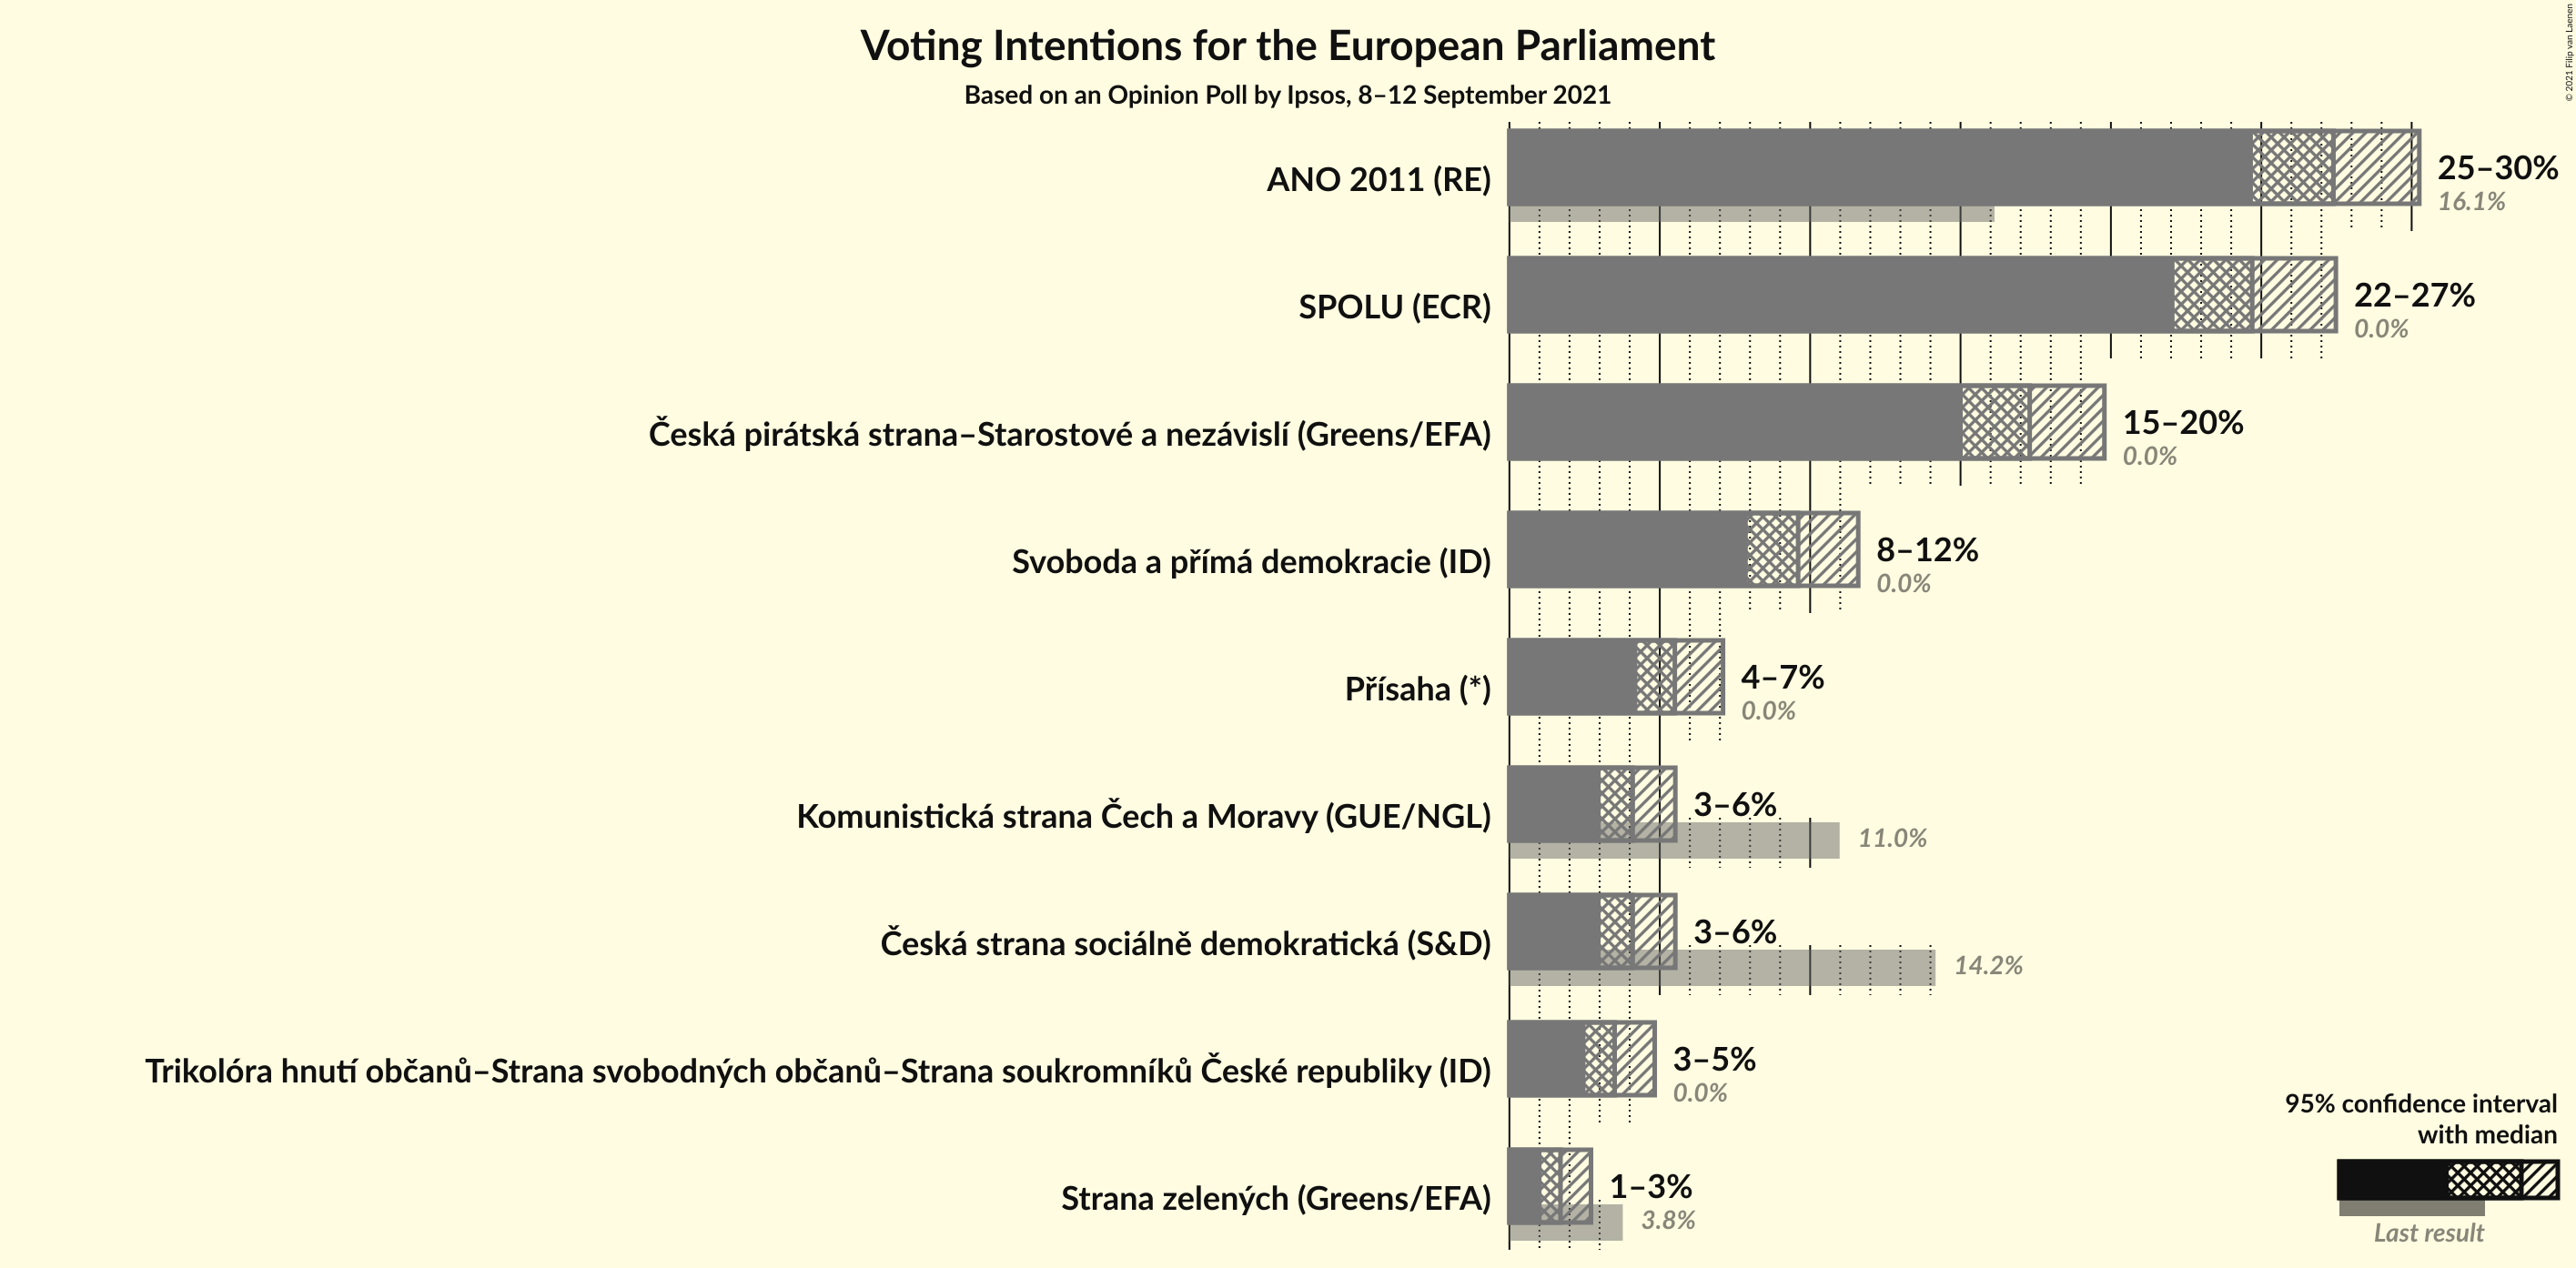 Voting Intentions for the European Parliament
Based on an Opinion Poll by Ipsos, 8–12 September 2021
© 2021 Filip van Laenen
ANO 2011 (RE)
25–30%
16.1%
SPOLU (ECR)
22–27%
0.0%
Česká pirátská strana–Starostové a nezávislí (Greens/EFA)
15–20%
0.0%
Svoboda a přímá demokracie (ID)
8–12%
0.0%
Přísaha (*)
4–7%
0.0%
Komunistická strana Čech a Moravy (GUE/NGL)
3–6%
11.0%
Česká strana sociálně demokratická (S&D)
3–6%
14.2%
Trikolóra hnutí občanů–Strana svobodných občanů–Strana soukromníků České republiky (ID)
3–5%
0.0%
Strana zelených (Greens/EFA)
1–3%
3.8%
95% confidence interval
with median
Last result